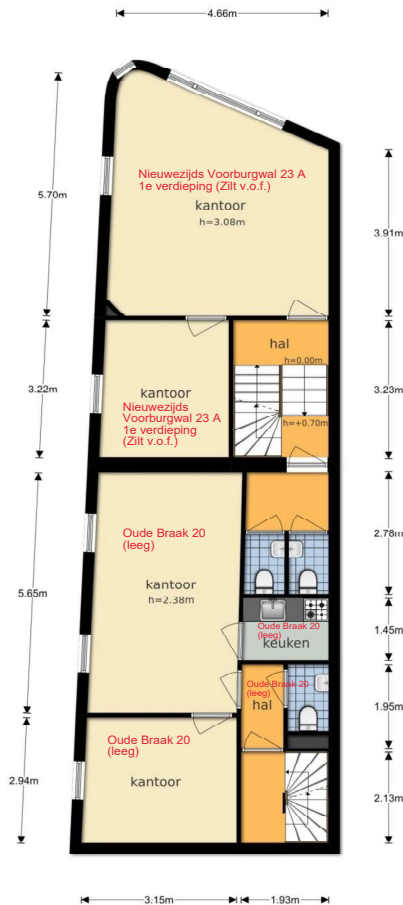 4.66m
5.70m
Nieuwezijds Voorburgwal 23 A
1e verdieping (Zilt v.o.f.)
kantoor
h=3.08m
3.91m
hal
h=0.00m
3.22m
kantoor
Nieuwezijds
Voorburgwal 23 A
1e verdieping
(Zilt v.o.f.)
h=+0.70m
3.23m
Oude Braak 20
(leeg)
kantoor
h=2.38m
5.65m
2.78m
Oude Braak 20
(leeg)
keuken
1.45m
Oude Braak 20
(leeg)
hal
1.95m
Oude Braak 20
(leeg)
kantoor
2.94m
2.13m
3.15m
1.93m